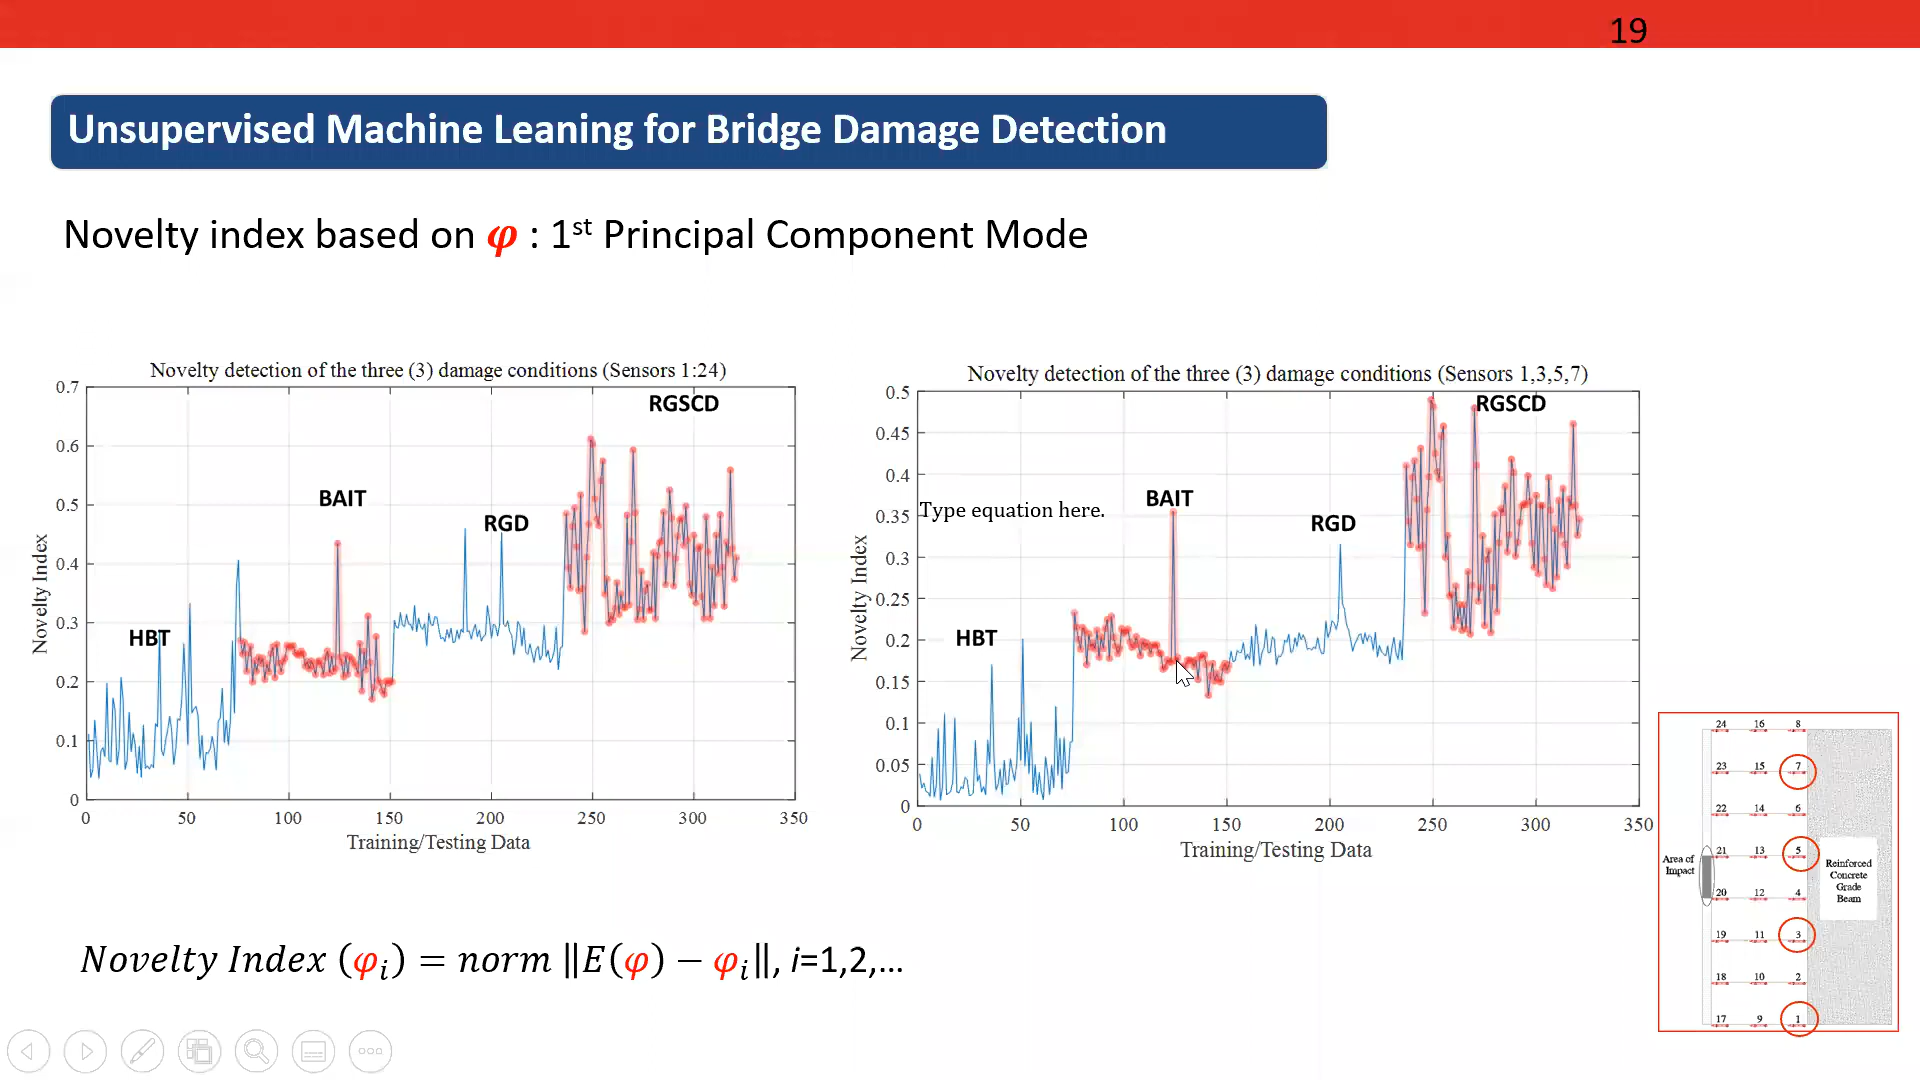 19
Unsupervised Machine Leaning for Bridge Damage Detection
Novelty index based on φ : 1st Principal Component Mode
Novelty detection of the three (3) damage conditions (Sensors 1:24)
0.7
0.6
0.5
0.4
0.3
0.2
0.1
0
Novelty Index
HBT
BAIT
RGD
RGSCD
0 50 100 150 200 250 300 350
Training/Testing Data
Novelty detection of the three (3) damage conditions (Sensors 1,3,5,7)
0.5
0.45
0.4
0.35
0.3
0.25
0.2
0.15
0.1
0.05
0
Novelty Index
Type equation here.
HBT
BAIT
RGD
RGSCD
0 50 100 150 200 250 300 350
Training/Testing Data
24 16 8
23 15 7
22 14 6
21 13 5
20 12 4
19 11 3
18 10 2
17 9 1
Area of
Impact
Reinforced
Concrete
Grade
Beam
Novelty Index (φᵢ) = norm ‖E(φ) − φᵢ‖, i=1,2,...